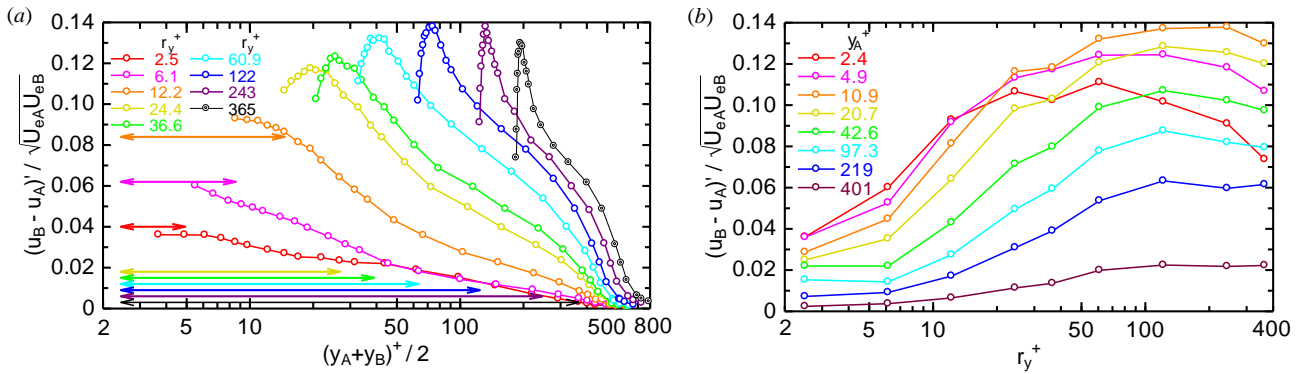 (a)
(u_B - u_A)' / √U_eA U_eB
0.14
0.12
0.10
0.08
0.06
0.04
0.02
0
r_y^+ r_y^+
2.5 60.9
6.1 122
12.2 243
24.4 365
36.6
2 5 10 50 100 500 800
(y_A+y_B)^+ / 2
(b)
(u_B - u_A)' / √U_eA U_eB
0.14
0.12
0.10
0.08
0.06
0.04
0.02
0.00
y_A^+
2.4
4.9
10.9
20.7
42.6
97.3
219
401
2 5 10 50 100 400
r_y^+